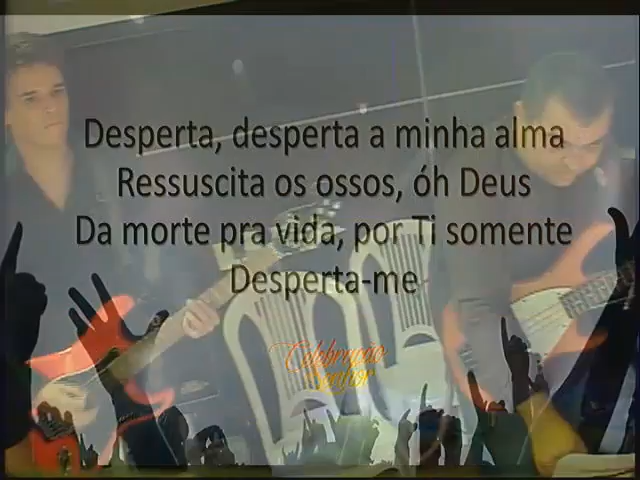 Desperta, desperta a minha alma
Ressuscita os ossos, óh Deus
Da morte pra vida, por Ti somente
Desperta-me
Celebração
Senhor